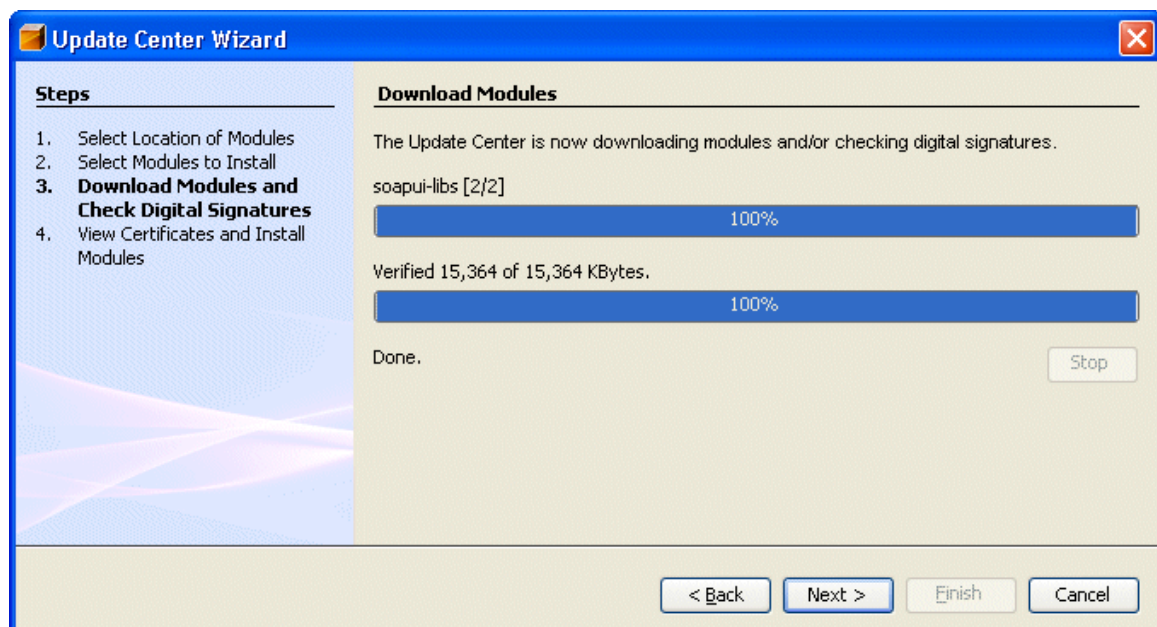 Update Center Wizard
Steps
1. Select Location of Modules
2. Select Modules to Install
3. Download Modules and
Check Digital Signatures
4. View Certificates and Install
Modules
Download Modules
The Update Center is now downloading modules and/or checking digital signatures.
soapui-libs [2/2]
100%
Verified 15,364 of 15,364 KBytes.
100%
Done.
Stop
< Back
Next >
Finish
Cancel